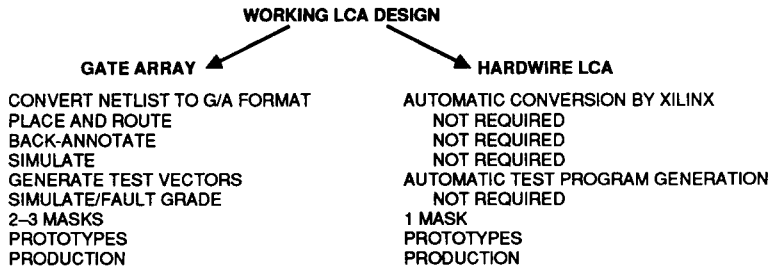 WORKING LCA DESIGN
GATE ARRAY
CONVERT NETLIST TO G/A FORMAT
PLACE AND ROUTE
BACK-ANNOTATE
SIMULATE
GENERATE TEST VECTORS
SIMULATE/FAULT GRADE
2–3 MASKS
PROTOTYPES
PRODUCTION
HARDWIRE LCA
AUTOMATIC CONVERSION BY XILINX
NOT REQUIRED
NOT REQUIRED
NOT REQUIRED
AUTOMATIC TEST PROGRAM GENERATION
NOT REQUIRED
1 MASK
PROTOTYPES
PRODUCTION